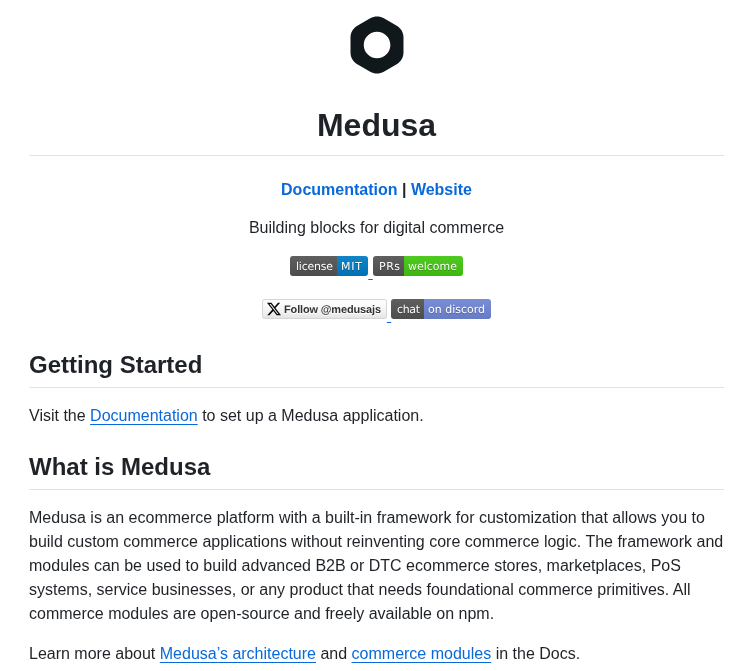 Medusa
Documentation | Website
Building blocks for digital commerce
license MIT PRs welcome
Follow @medusajs chat on discord
Getting Started
Visit the Documentation to set up a Medusa application.
What is Medusa
Medusa is an ecommerce platform with a built-in framework for customization that allows you to
build custom commerce applications without reinventing core commerce logic. The framework and
modules can be used to build advanced B2B or DTC ecommerce stores, marketplaces, PoS
systems, service businesses, or any product that needs foundational commerce primitives. All
commerce modules are open-source and freely available on npm.
Learn more about Medusa’s architecture and commerce modules in the Docs.